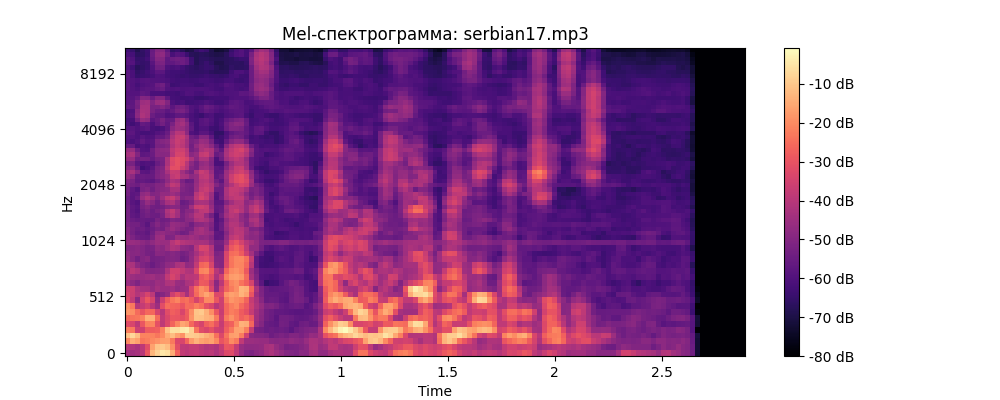 Mel-спектрограмма: serbian17.mp3
8192
4096
2048
1024
512
0
Hz
0
0.5
1
1.5
2
2.5
Time
-10 dB
-20 dB
-30 dB
-40 dB
-50 dB
-60 dB
-70 dB
-80 dB